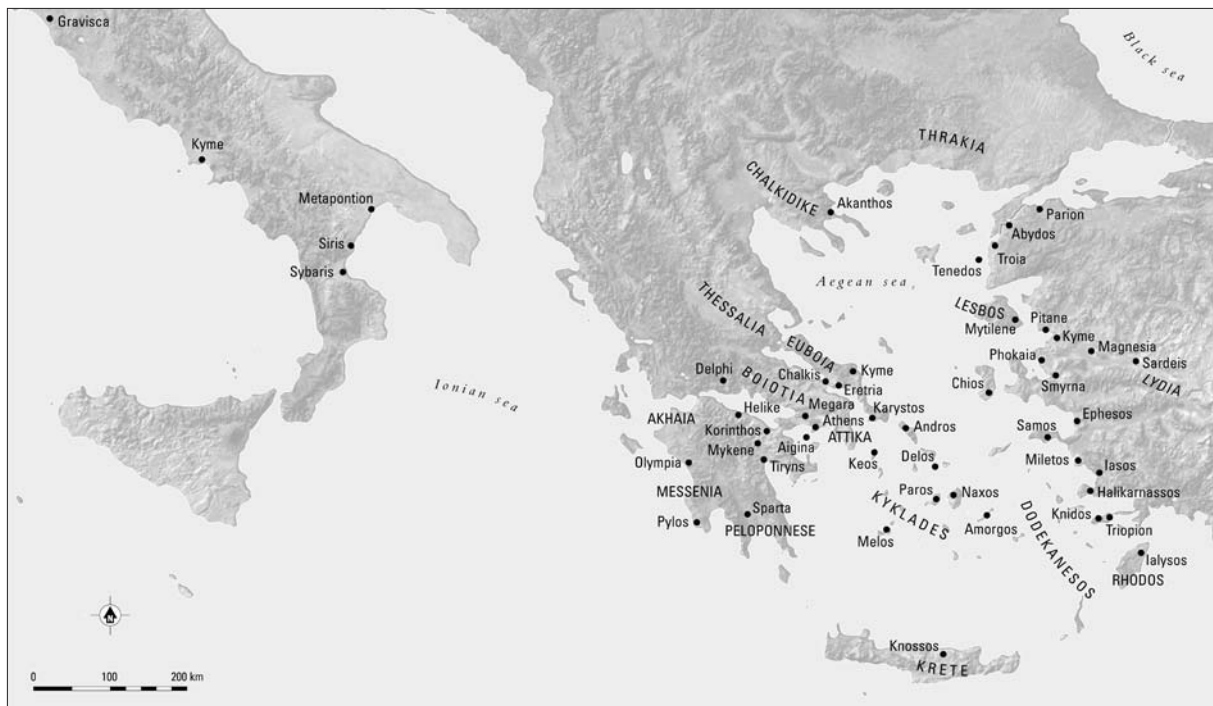 Gravisca
Black sea
Kyme
THRAKIA
CHALKIDIKE
Metapontion
Akanthos
Parion
Abydos
Siris
Troia
Sybaris
Tenedos
Aegean sea
THESSALIA
LESBOS
Pitane
Mytilene
Kyme
EUBOIA
Magnesia
Phokaia
Sardeis
Delphi
BOIOTIA
Chalkis
Kyme
Eretria
Smyrna
LYDIA
Ionian sea
Chios
Helike
Megara
Karystos
AKHAIA
Athens
Andros
Ephesos
Korinthos
ATTIKA
Samos
Mykene
Aigina
Olympia
Tiryns
Keos
Delos
Miletos
Iasos
MESSENIA
Paros
Naxos
Halikarnassos
Sparta
KYKLADES
DODEKANESOS
Knidos
Pylos
PELOPONNESE
Amorgos
Triopion
Melos
Ialysos
RHODOS
N
Knossos
KRETE
0 100 200 km